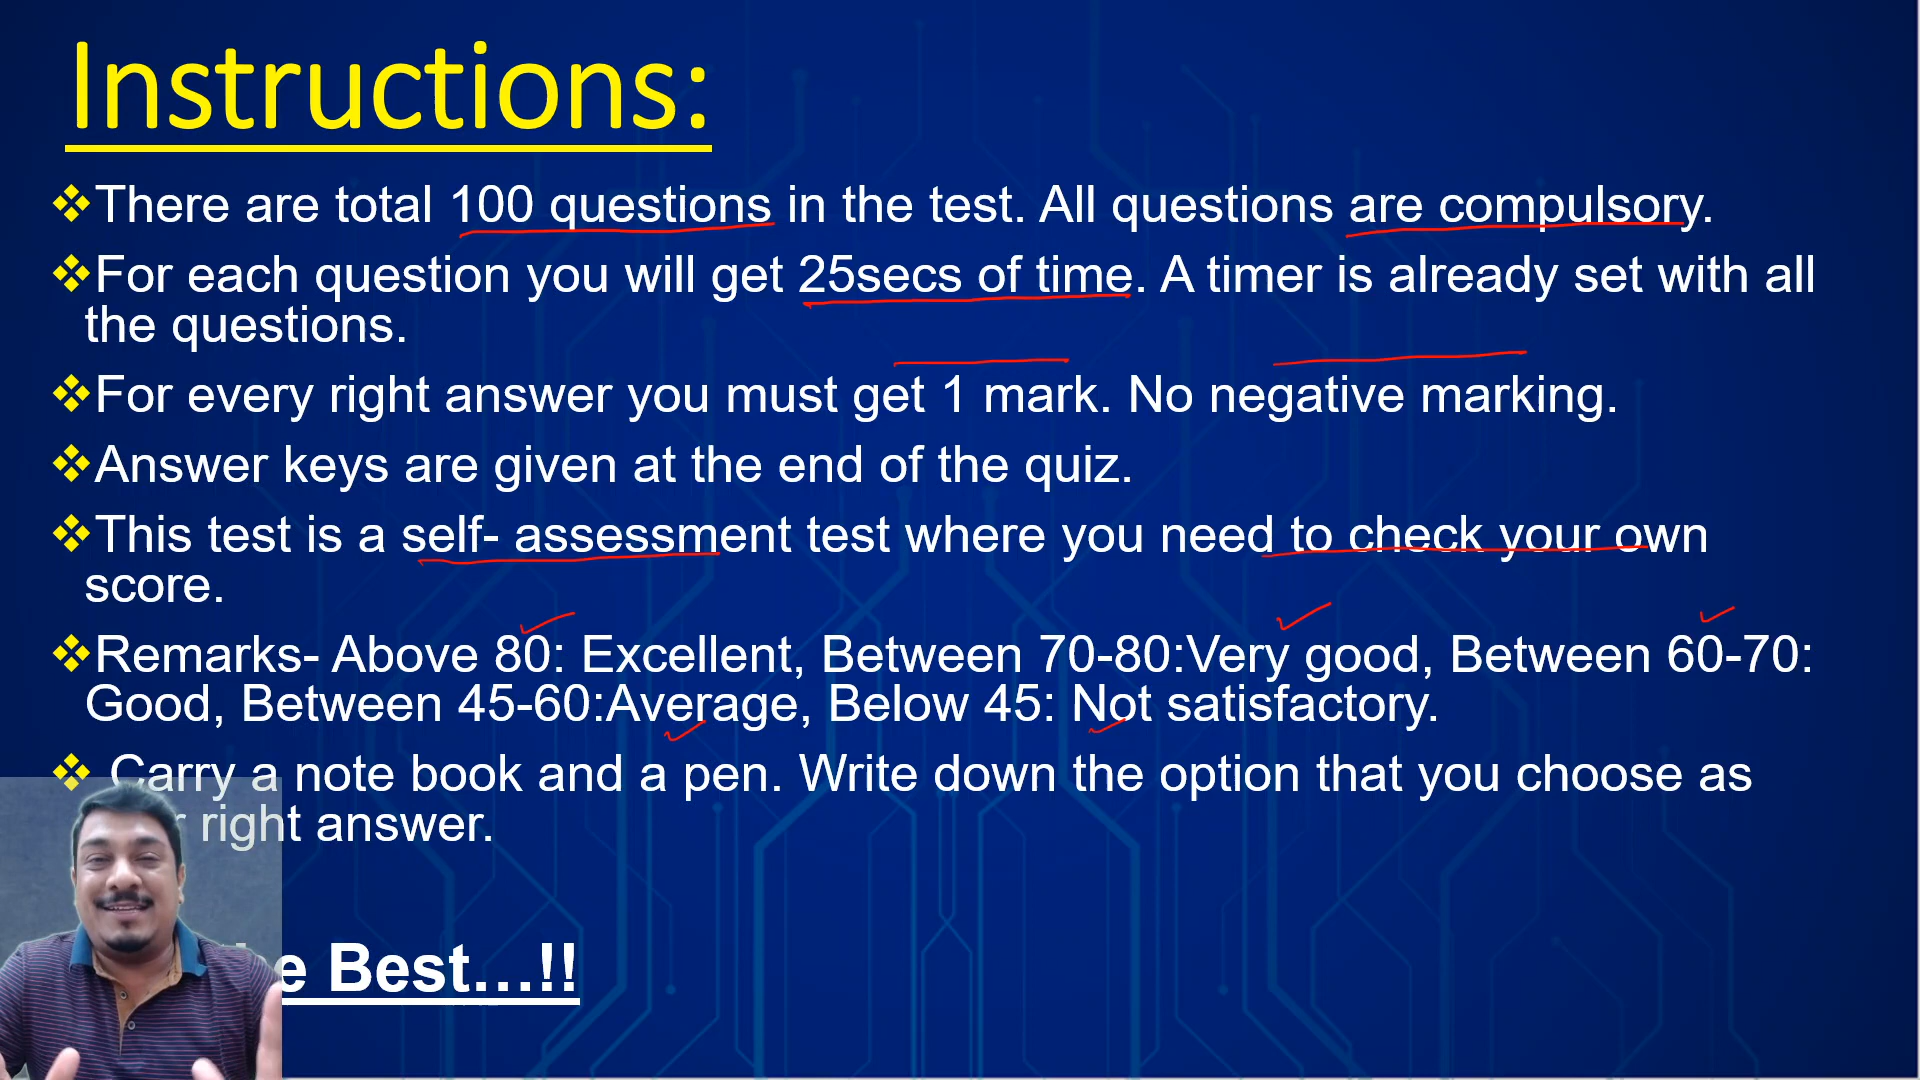 Instructions:
❖There are total 100 questions in the test. All questions are compulsory.
❖For each question you will get 25secs of time. A timer is already set with all
the questions.
❖For every right answer you must get 1 mark. No negative marking.
❖Answer keys are given at the end of the quiz.
❖This test is a self- assessment test where you need to check your own
score.
❖Remarks- Above 80: Excellent, Between 70-80:Very good, Between 60-70:
Good, Between 45-60:Average, Below 45: Not satisfactory.
❖ Carry a note book and a pen. Write down the option that you choose as
right answer.
Best...!!